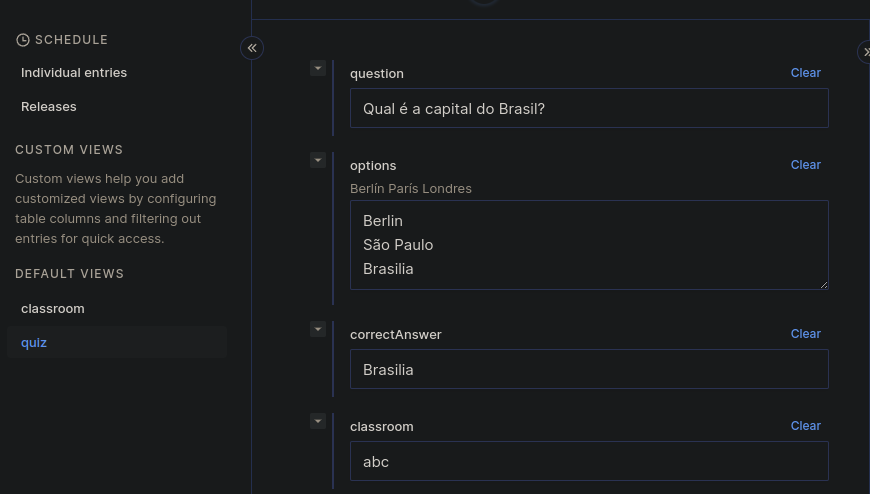 SCHEDULE
Individual entries
Releases
CUSTOM VIEWS
Custom views help you add
customized views by configuring
table columns and filtering out
entries for quick access.
DEFAULT VIEWS
classroom
quiz
question
Clear
Qual é a capital do Brasil?
options
Clear
Berlín París Londres
Berlin
São Paulo
Brasilia
correctAnswer
Clear
Brasilia
classroom
Clear
abc